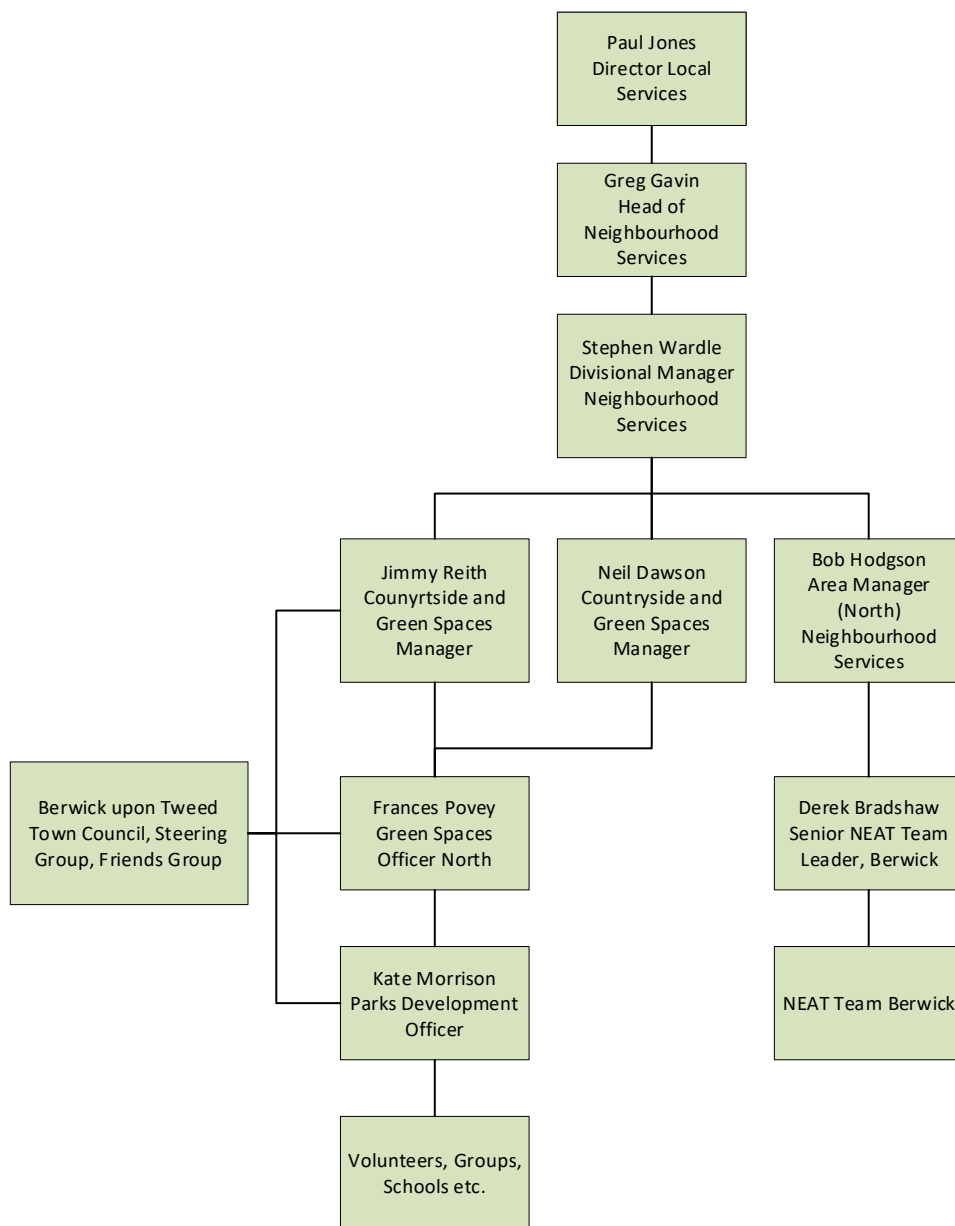 Paul Jones
Director Local
Services
Greg Gavin
Head of
Neighbourhood
Services
Stephen Wardle
Divisional Manager
Neighbourhood
Services
Jimmy Reith
Counyrtside and
Green Spaces
Manager
Neil Dawson
Countryside and
Green Spaces
Manager
Bob Hodgson
Area Manager
(North)
Neighbourhood
Services
Berwick upon Tweed
Town Council, Steering
Group, Friends Group
Frances Povey
Green Spaces
Officer North
Derek Bradshaw
Senior NEAT Team
Leader, Berwick
Kate Morrison
Parks Development
Officer
NEAT Team Berwick
Volunteers, Groups,
Schools etc.